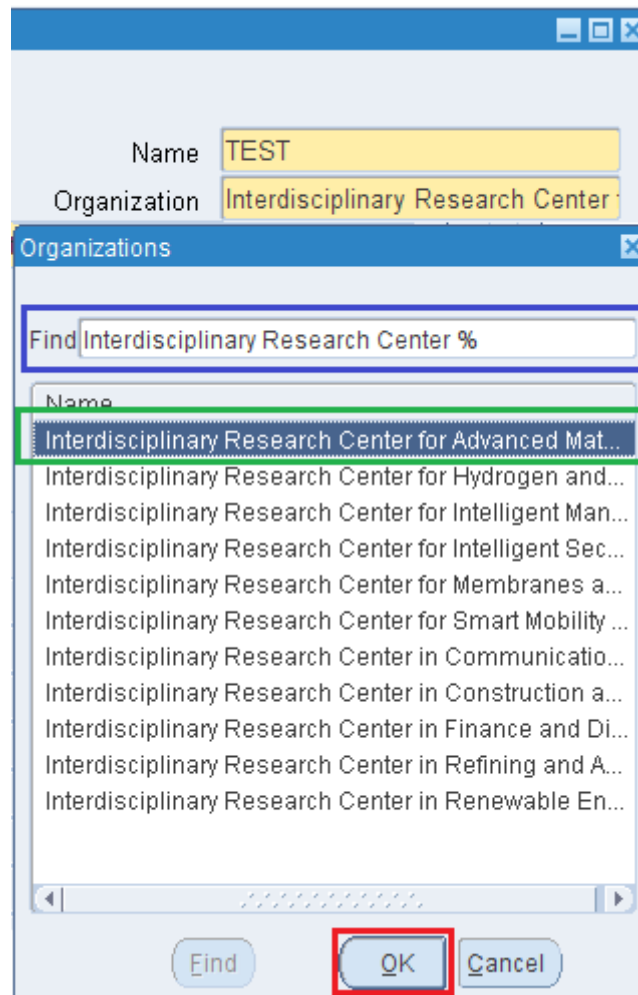 Name TEST
Organization Interdisciplinary Research Center
Organizations
Find Interdisciplinary Research Center %
Name
Interdisciplinary Research Center for Advanced Mat...
Interdisciplinary Research Center for Hydrogen and...
Interdisciplinary Research Center for Intelligent Man...
Interdisciplinary Research Center for Intelligent Sec...
Interdisciplinary Research Center for Membranes a...
Interdisciplinary Research Center for Smart Mobility ...
Interdisciplinary Research Center in Communicatio...
Interdisciplinary Research Center in Construction a...
Interdisciplinary Research Center in Finance and Di...
Interdisciplinary Research Center in Refining and A...
Interdisciplinary Research Center in Renewable En...
Find OK Cancel